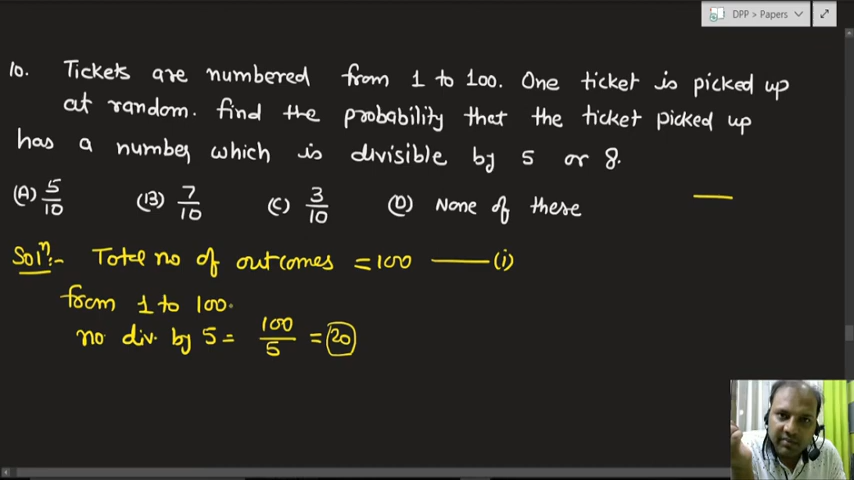 DPP > Papers
10. Tickets are numbered from 1 to 100. One ticket is picked up
at random. find the probability that the ticket picked up
has a number which is divisible by 5 or 8.
(A) 5/10 (B) 7/10 (C) 3/10 (D) None of these
Solⁿ:- Total no of outcomes = 100 —— (i)
from 1 to 100.
no div. by 5 = 100/5 = 20